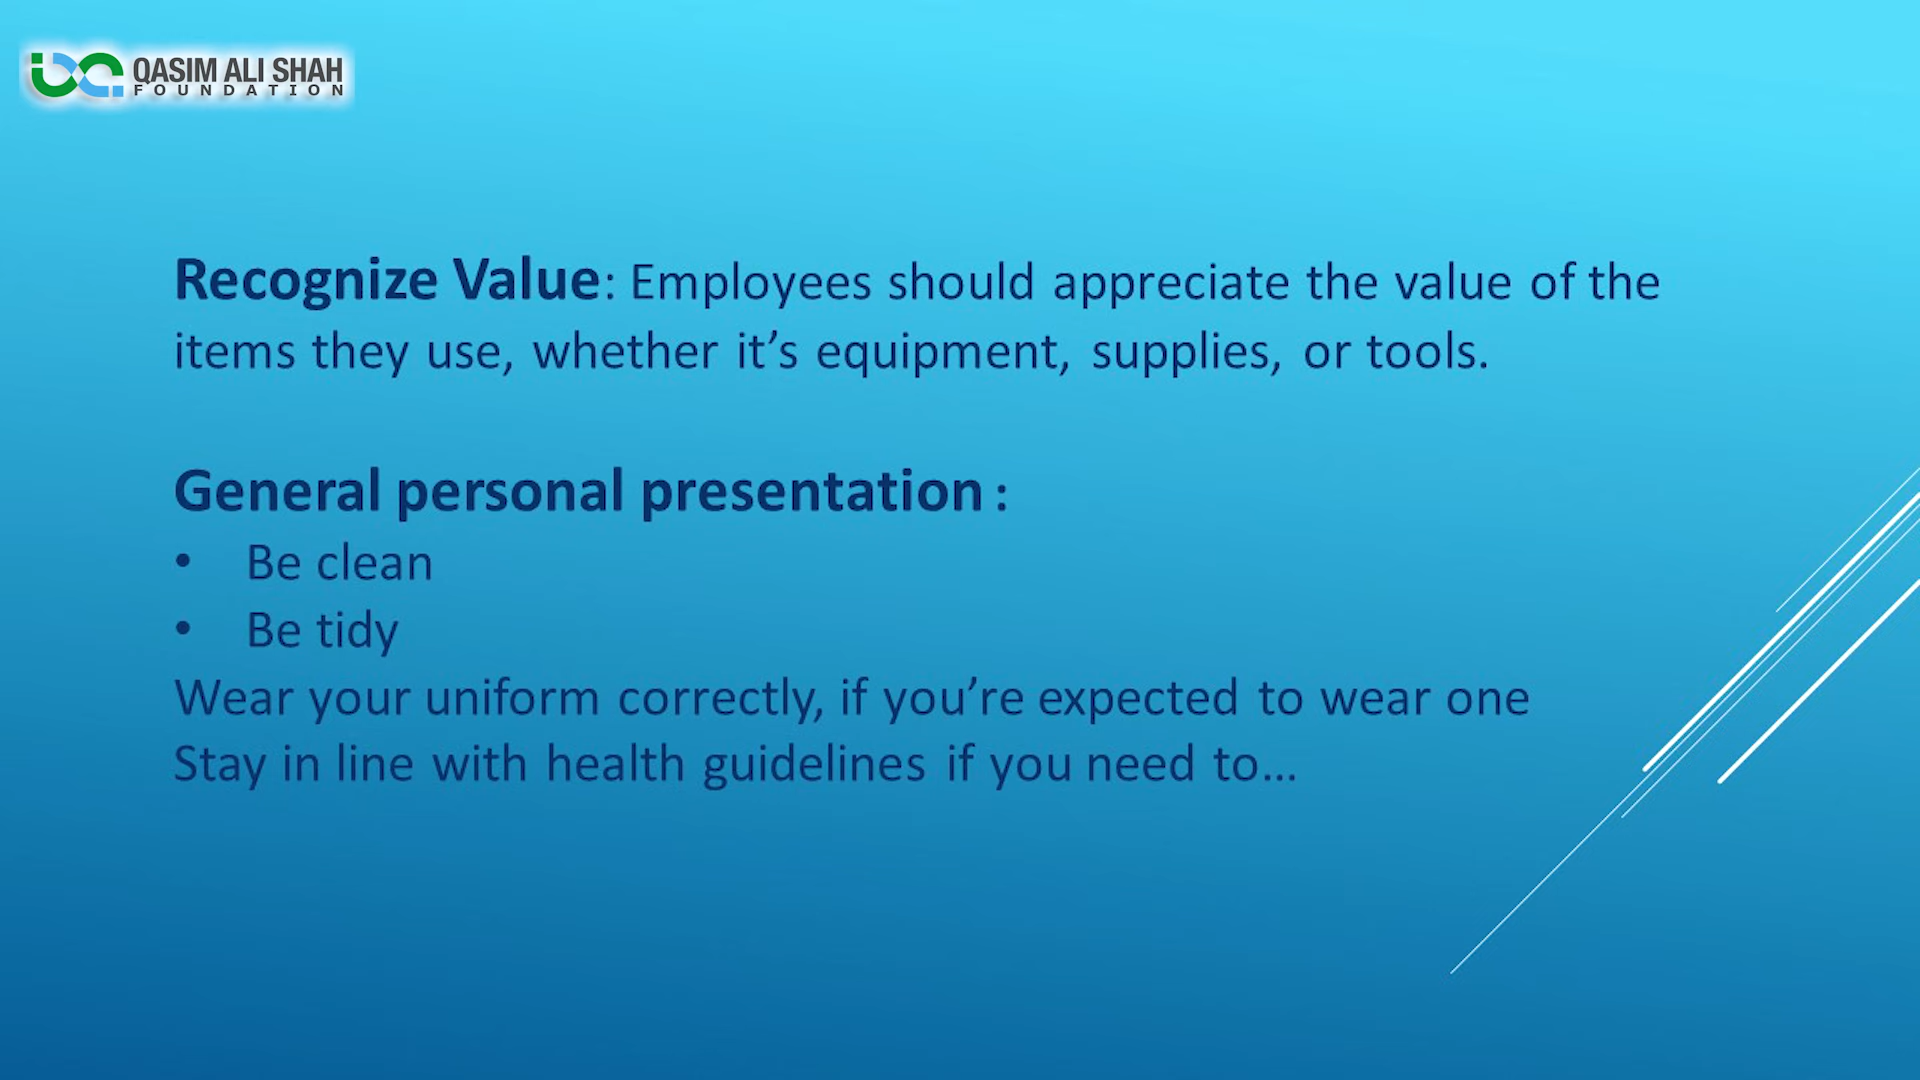 QASIM ALI SHAH
FOUNDATION
Recognize Value: Employees should appreciate the value of the
items they use, whether it’s equipment, supplies, or tools.
General personal presentation :
• Be clean
• Be tidy
Wear your uniform correctly, if you’re expected to wear one
Stay in line with health guidelines if you need to...